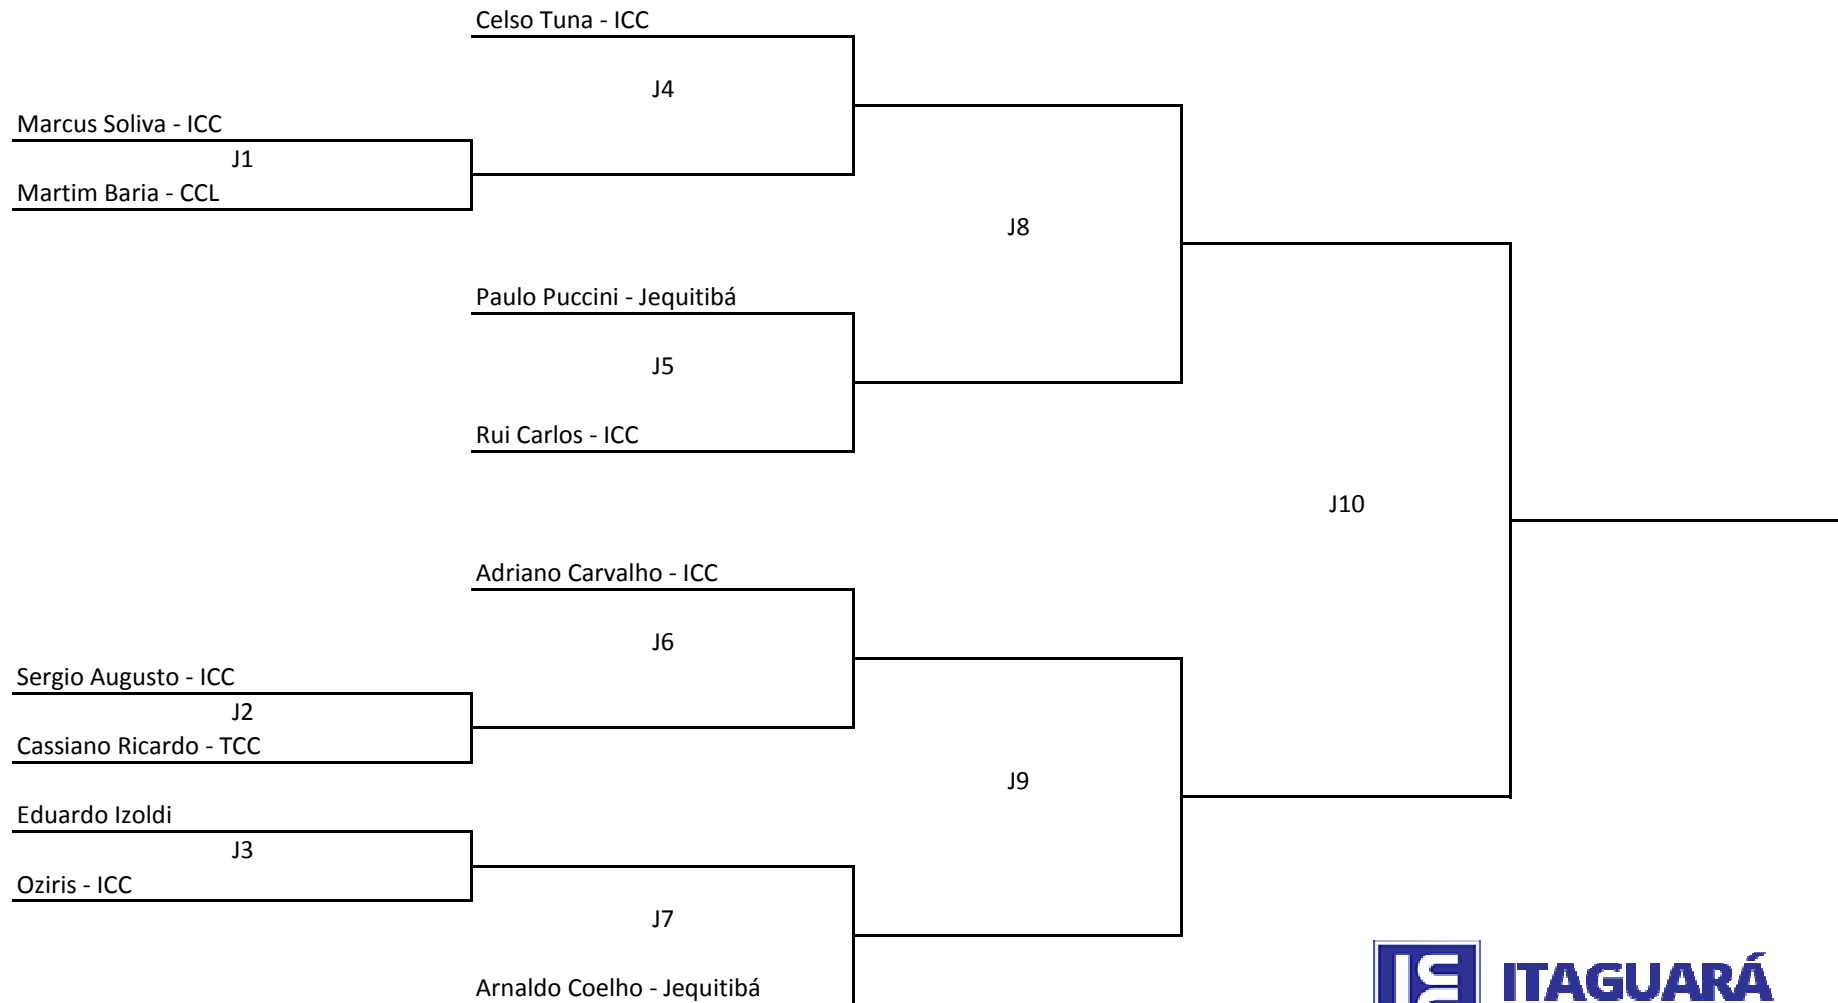 Celso Tuna - ICC
J4
Marcus Soliva - ICC
J1
Martim Baria - CCL
J8
Paulo Puccini - Jequitibá
J5
Rui Carlos - ICC
J10
Adriano Carvalho - ICC
J6
Sergio Augusto - ICC
J2
Cassiano Ricardo - TCC
J9
Eduardo Izoldi
J3
Oziris - ICC
J7
Arnaldo Coelho - Jequitibá
ITAGUARÁ